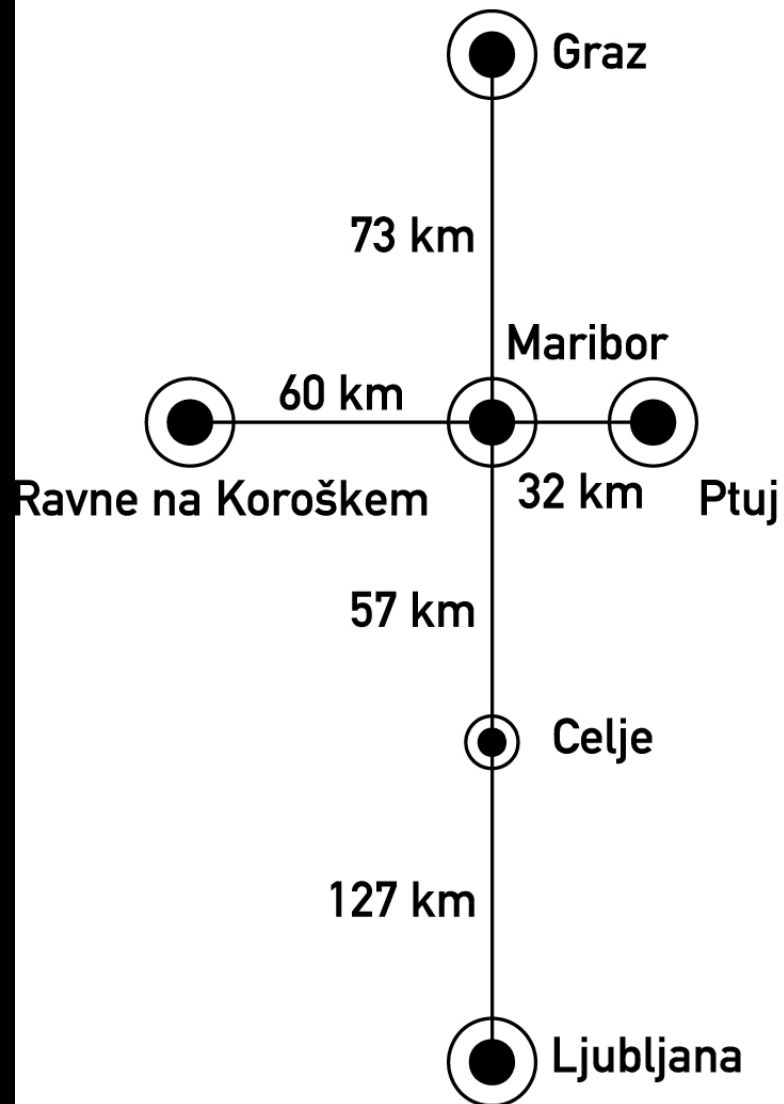 Graz
73 km
Maribor
60 km
Ravne na Koroškem
32 km
Ptuj
57 km
Celje
127 km
Ljubljana